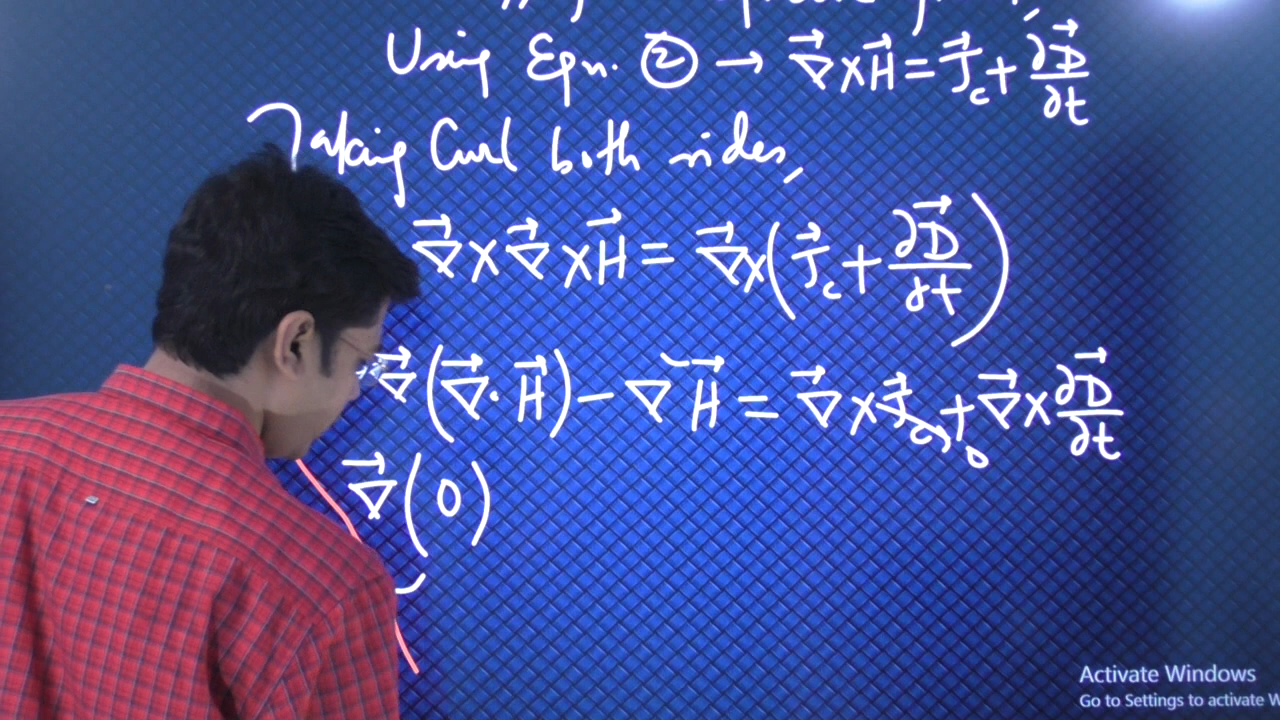 Using Eqn. ② → ∇⃗×H⃗ = J⃗c + ∂D⃗/∂t
Taking Curl both sides,
∇⃗×∇⃗×H⃗ = ∇⃗×(J⃗c + ∂D⃗/∂t)
∇⃗(∇⃗·H⃗) - ∇²H⃗ = ∇⃗×J⃗c + ∇⃗×∂D⃗/∂t
∇⃗(0)
Activate Windows
Go to Settings to activate W